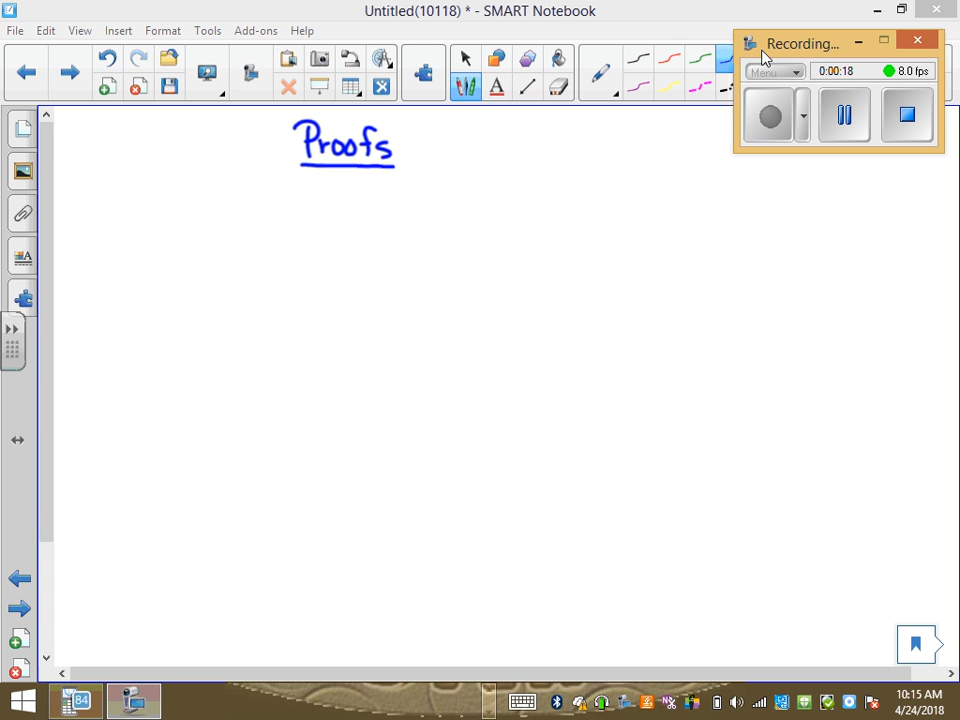 Untitled(10118) * - SMART Notebook
File Edit View Insert Format Tools Add-ons Help
Recording...
Menu 0:00:18 8.0 fps
Proofs
84
10:15 AM
4/24/2018